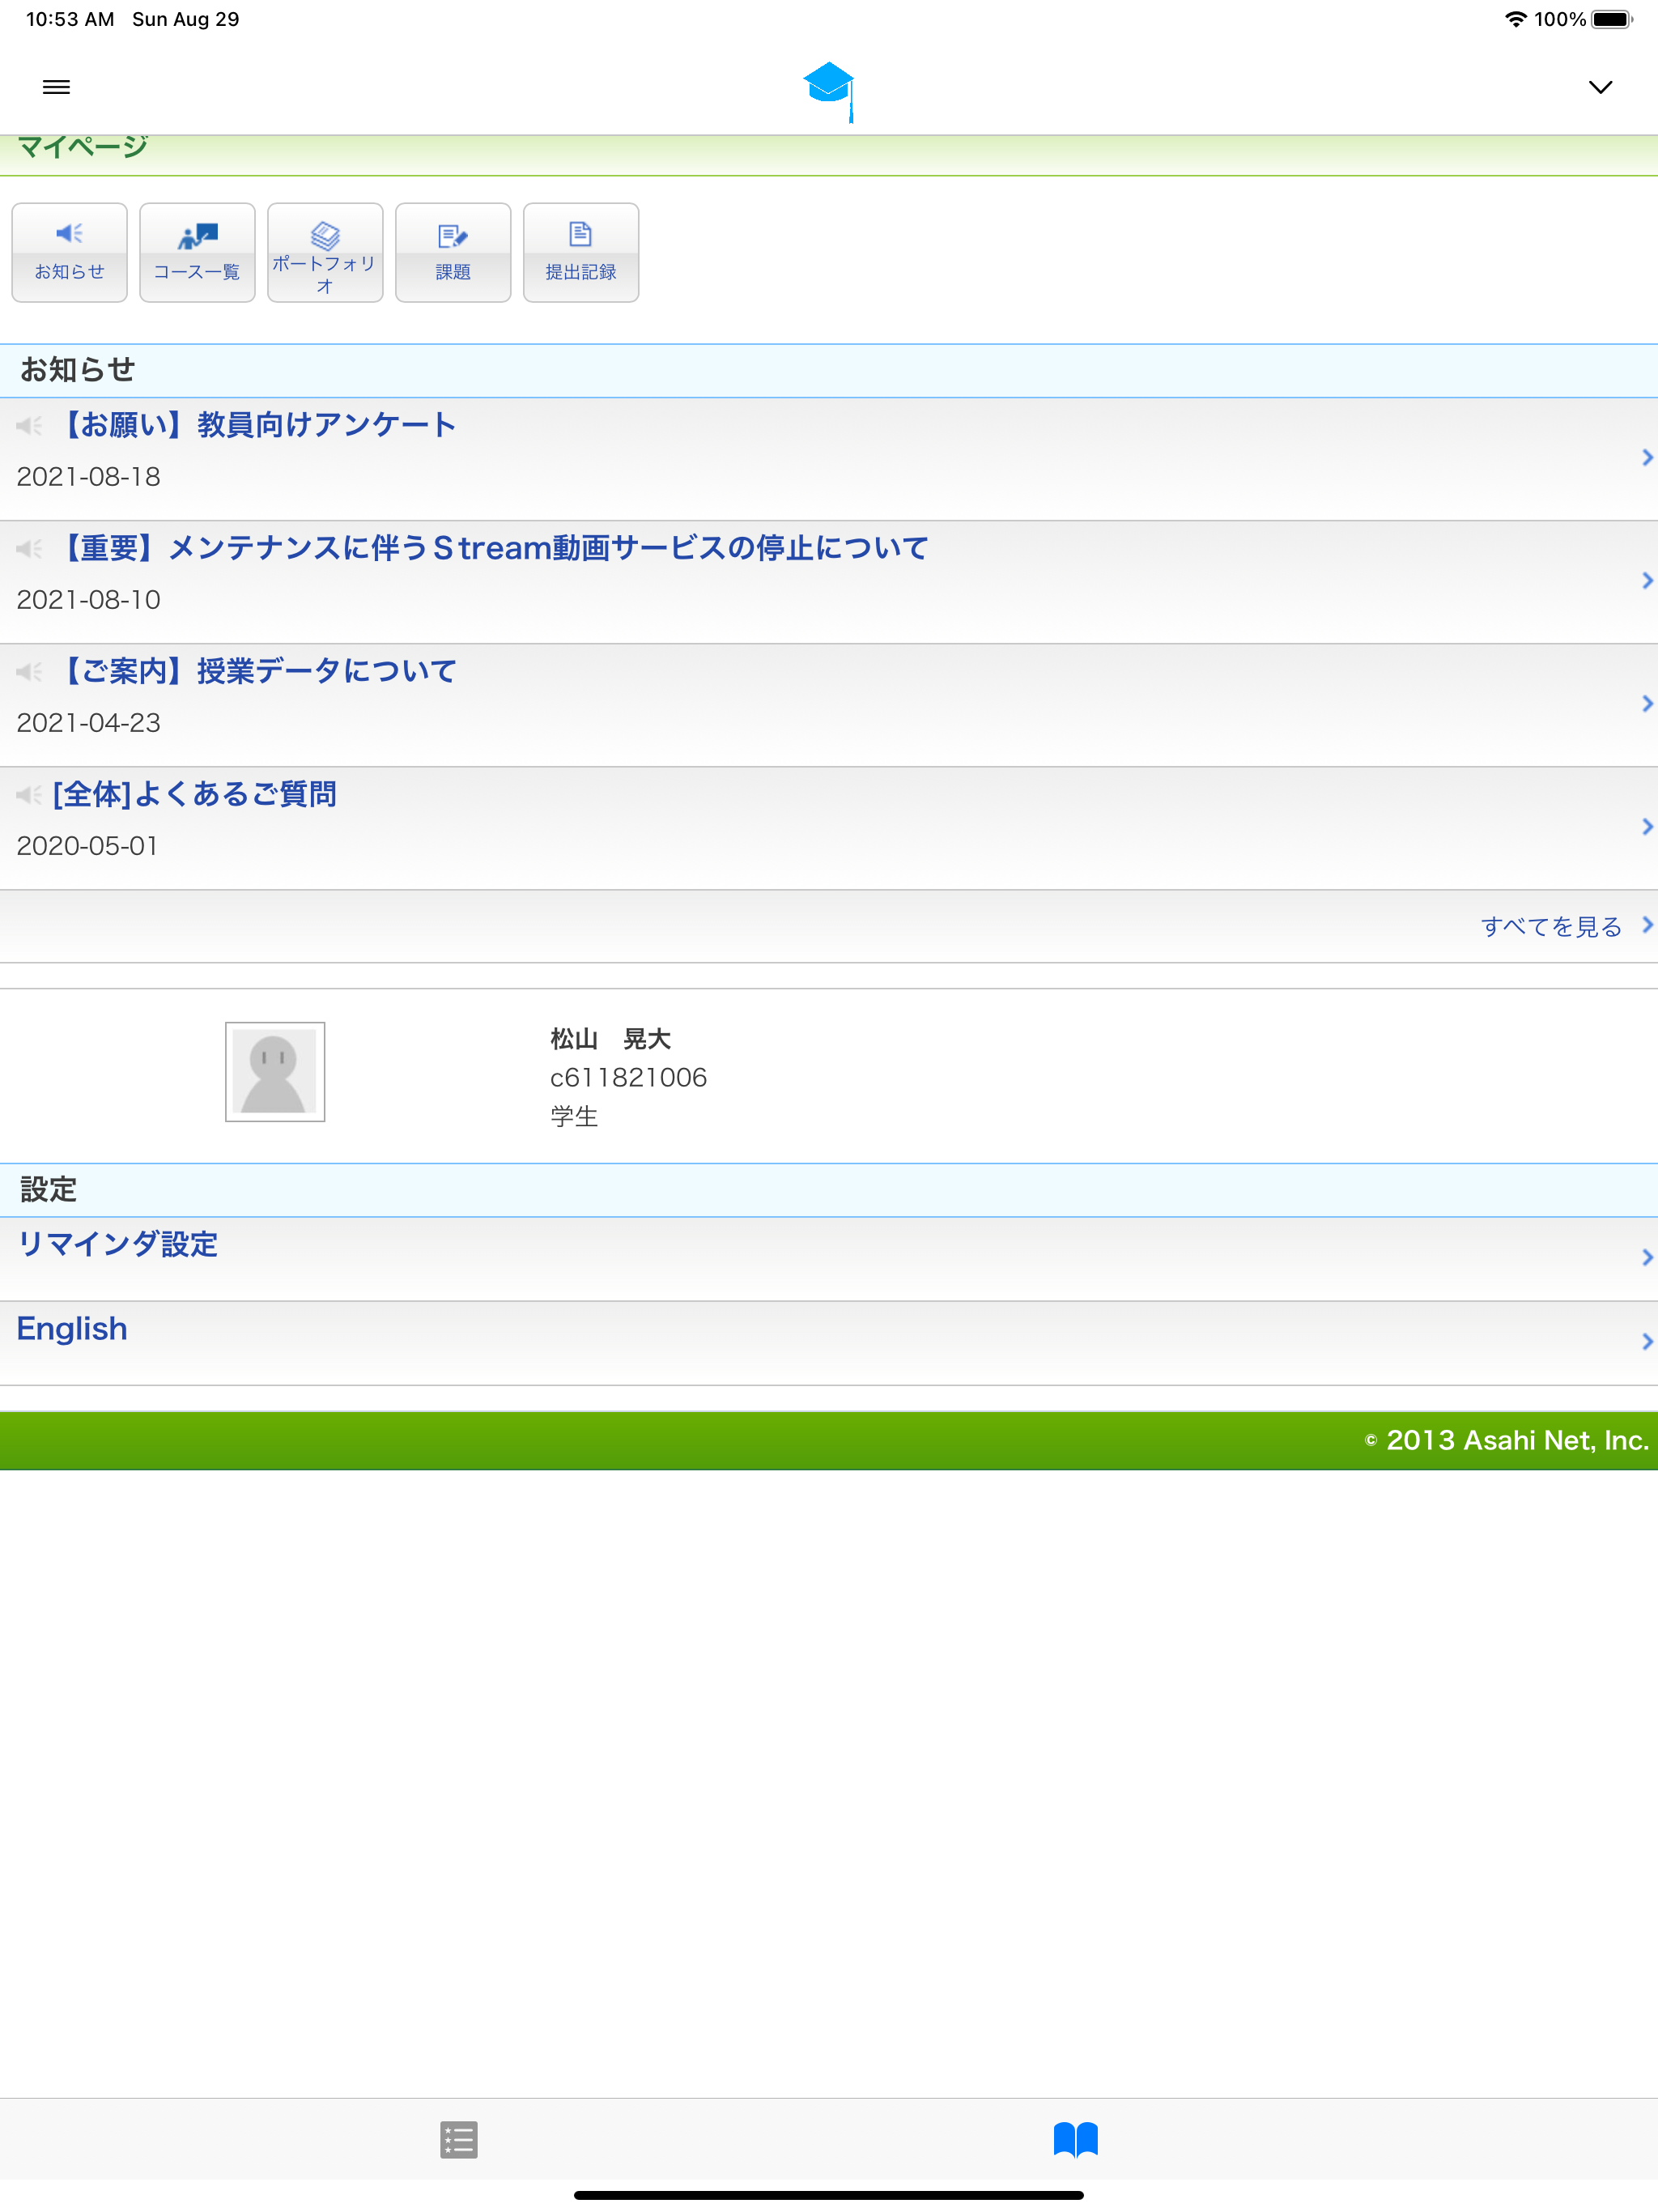 10:53 AM Sun Aug 29
100%
マイページ
お知らせ
コース一覧
ポートフォリ
オ
課題
提出記録
お知らせ
【お願い】教員向けアンケート
2021-08-18
【重要】メンテナンスに伴うStream動画サービスの停止について
2021-08-10
【ご案内】授業データについて
2021-04-23
[全体]よくあるご質問
2020-05-01
すべてを見る
松山　晃大
c611821006
学生
設定
リマインダ設定
English
© 2013 Asahi Net, Inc.